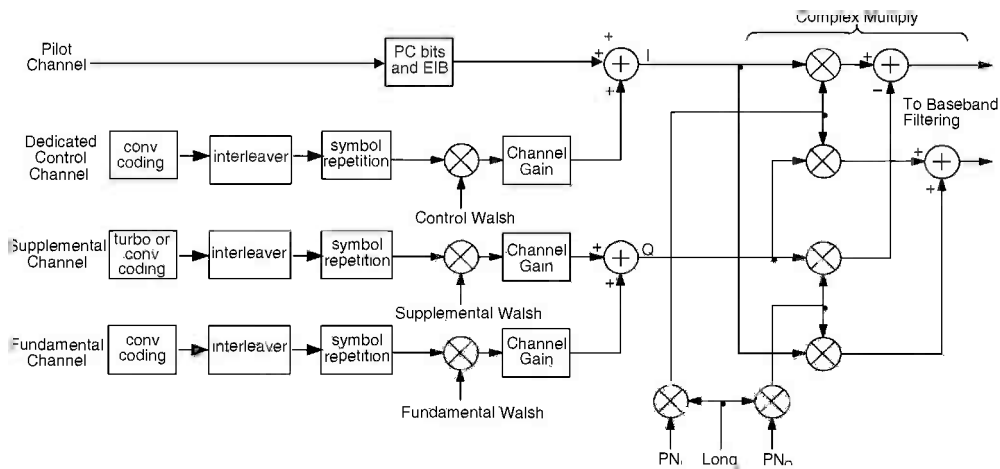 Complex Multiply
Pilot
Channel
PC bits
and EIB
+
+
+
+
I
+
−
+
To Baseband
Filtering
Dedicated
Control
Channel
conv
coding
interleaver
symbol
repetition
Channel
Gain
+
+
+
Control Walsh
Supplemental
Channel
turbo or
conv
coding
interleaver
symbol
repetition
Channel
Gain
+
+
+
Q
Supplemental Walsh
Fundamental
Channel
conv
coding
interleaver
symbol
repetition
Channel
Gain
Fundamental Walsh
PN
Long
PN